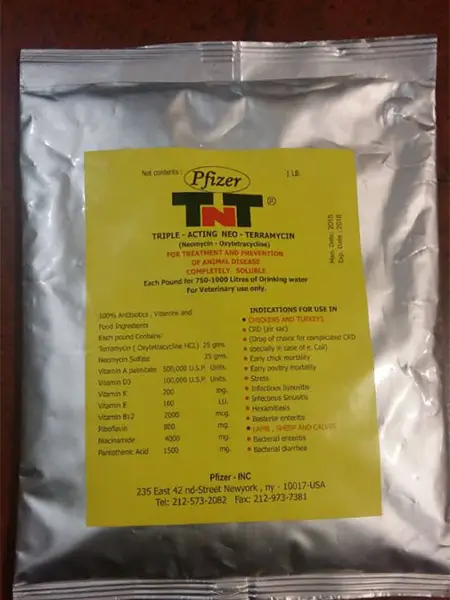 Net contents : Pfizer 1 LB.
TNT ®
TRIPLE - ACTING NEO - TERRAMYCIN
(Neomycin - Oxytetracycline)
FOR TREATMENT AND PREVENTION
OF ANIMAL DISEASE
COMPLETELY SOLUBLE
Each Pound for 750-1000 Litres of Drinking water
For Veterinary use only.
Man. Date: 2015
Exp. Date : 2018
100% Antibiotics , Vitamins and
Food Ingredients
Each pound Contains:
Terramycin ( Oxytetracycline HCL) 25 gms.
Neomycin Sulfate 35 gms.
Vitamin A palmitate 500,000 U.S.P. Units.
Vitamin D3 100,000 U.S.P. Units.
Vitamin K 200 mg.
Vitamin E 160 I.U.
Vitamin B12 2000 mcg.
Riboflavin 800 mg.
Niacinamide 4000 mg.
Pantothenic Acid 1500 mg.
INDICATIONS FOR USE IN
CHICKENS AND TURKEYS
CRD (air sac)
(Drug of choice for complicated CRD
specially in case of e. Coli)
Early chick mortality
Early poultry mortality
Stress
Infectious Synovitis
Infectious Sinusitis
Hexamitiasis
Bacterial enteritis
LAMB , SHEEP AND CALVES
Bacterial enteritis
Bacterial diarrhea
Pfizer - INC
235 East 42 nd-Street Newyork , ny - 10017-USA
Tel: 212-573-2082 Fax: 212-973-7381